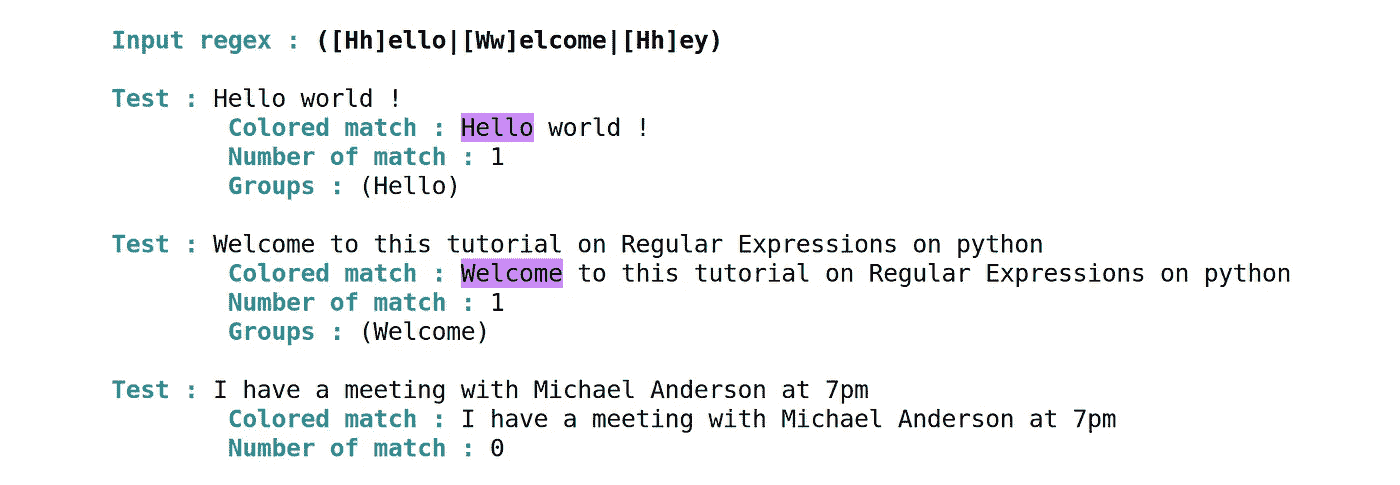 Input regex : ([Hh]ello|[Ww]elcome|[Hh]ey)
Test : Hello world !
Colored match : Hello world !
Number of match : 1
Groups : (Hello)
Test : Welcome to this tutorial on Regular Expressions on python
Colored match : Welcome to this tutorial on Regular Expressions on python
Number of match : 1
Groups : (Welcome)
Test : I have a meeting with Michael Anderson at 7pm
Colored match : I have a meeting with Michael Anderson at 7pm
Number of match : 0